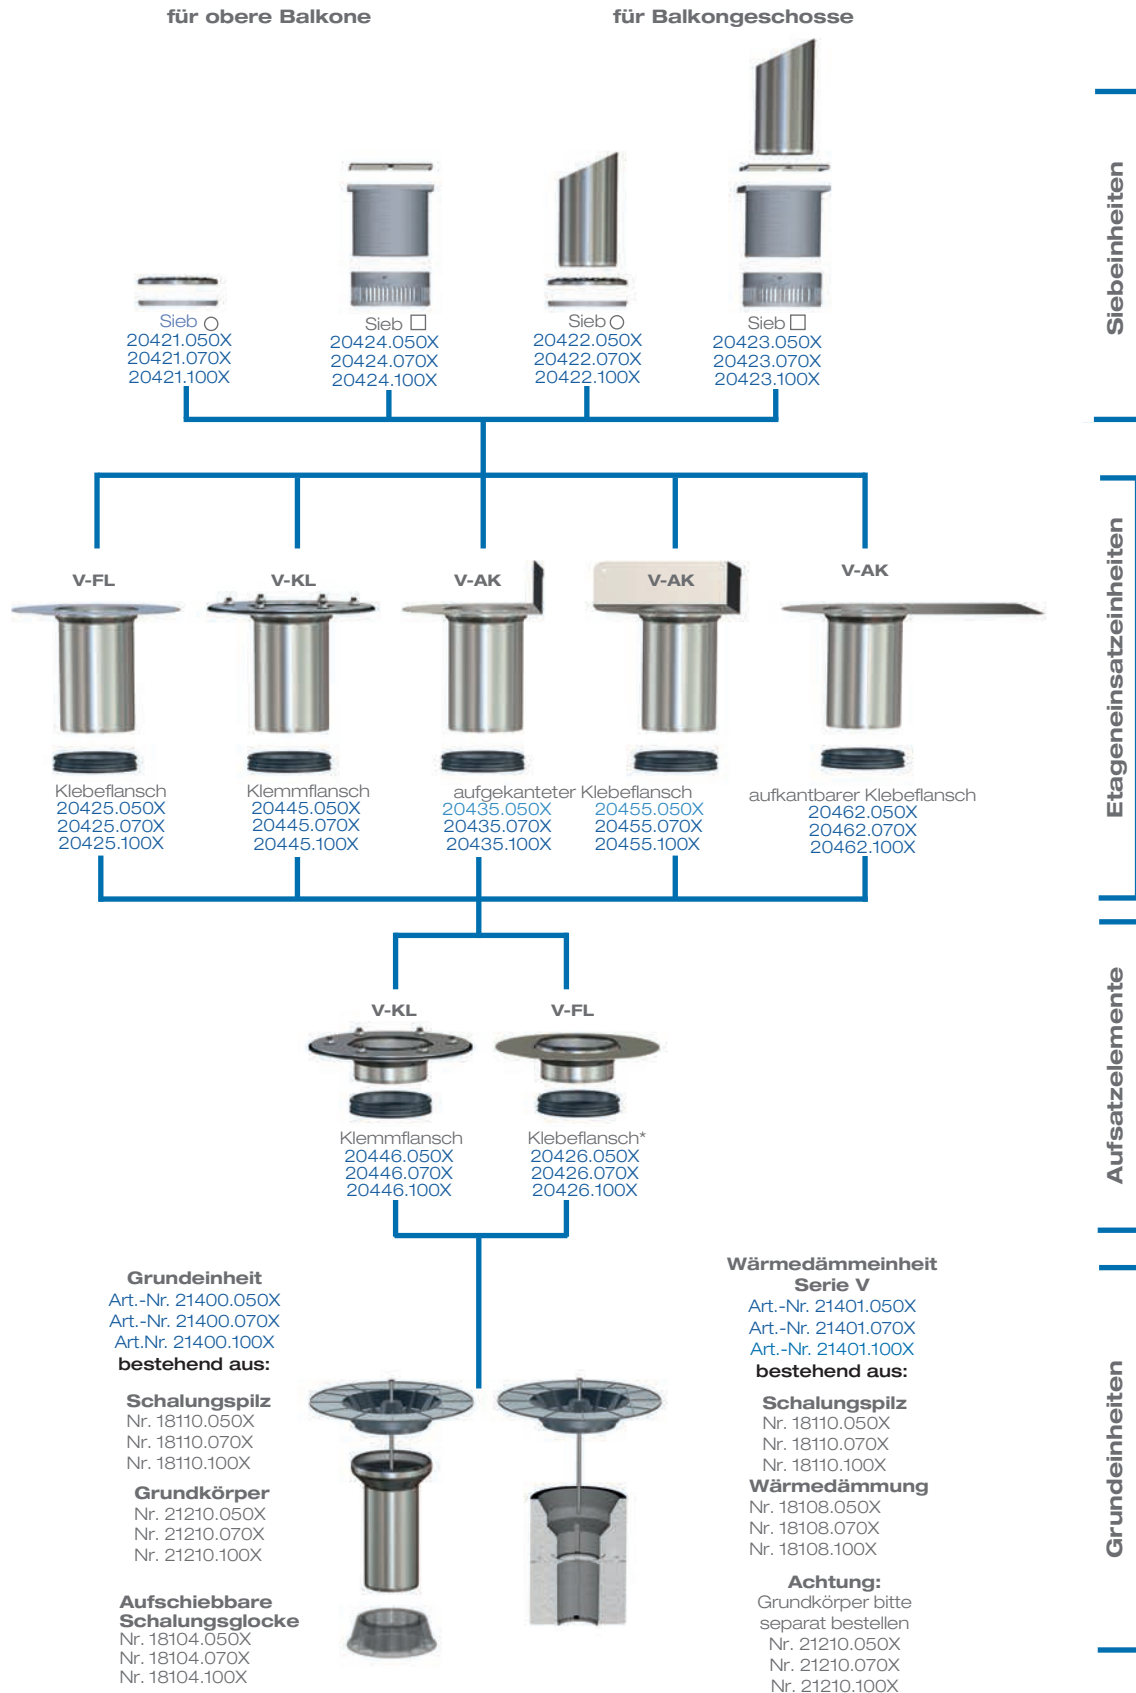 für obere Balkone
für Balkongeschosse
Siebeinheiten
Sieb
20421.050X
20421.070X
20421.100X
Sieb
20424.050X
20424.070X
20424.100X
Sieb
20422.050X
20422.070X
20422.100X
Sieb
20423.050X
20423.070X
20423.100X
Etageneinsatzeinheiten
V-FL
V-KL
V-AK
V-AK
V-AK
Klebeflansch
20425.050X
20425.070X
20425.100X
Klemmflansch
20445.050X
20445.070X
20445.100X
aufgekanteter Klebeflansch
20435.050X
20435.070X
20435.100X
20455.050X
20455.070X
20455.100X
aufkantbarer Klebeflansch
20462.050X
20462.070X
20462.100X
Aufsatzelemente
V-KL
V-FL
Klemmflansch
20446.050X
20446.070X
20446.100X
Klebeflansch*
20426.050X
20426.070X
20426.100X
Grundeinheiten
Grundeinheit
Art.-Nr. 21400.050X
Art.-Nr. 21400.070X
Art.Nr. 21400.100X
bestehend aus:
Schalungspilz
Nr. 18110.050X
Nr. 18110.070X
Nr. 18110.100X
Grundkörper
Nr. 21210.050X
Nr. 21210.070X
Nr. 21210.100X
Aufschiebbare
Schalungsglocke
Nr. 18104.050X
Nr. 18104.070X
Nr. 18104.100X
Wärmedämmeinheit
Serie V
Art.-Nr. 21401.050X
Art.-Nr. 21401.070X
Art.-Nr. 21401.100X
bestehend aus:
Schalungspilz
Nr. 18110.050X
Nr. 18110.070X
Nr. 18110.100X
Wärmedämmung
Nr. 18108.050X
Nr. 18108.070X
Nr. 18108.100X
Achtung:
Grundkörper bitte
separat bestellen
Nr. 21210.050X
Nr. 21210.070X
Nr. 21210.100X